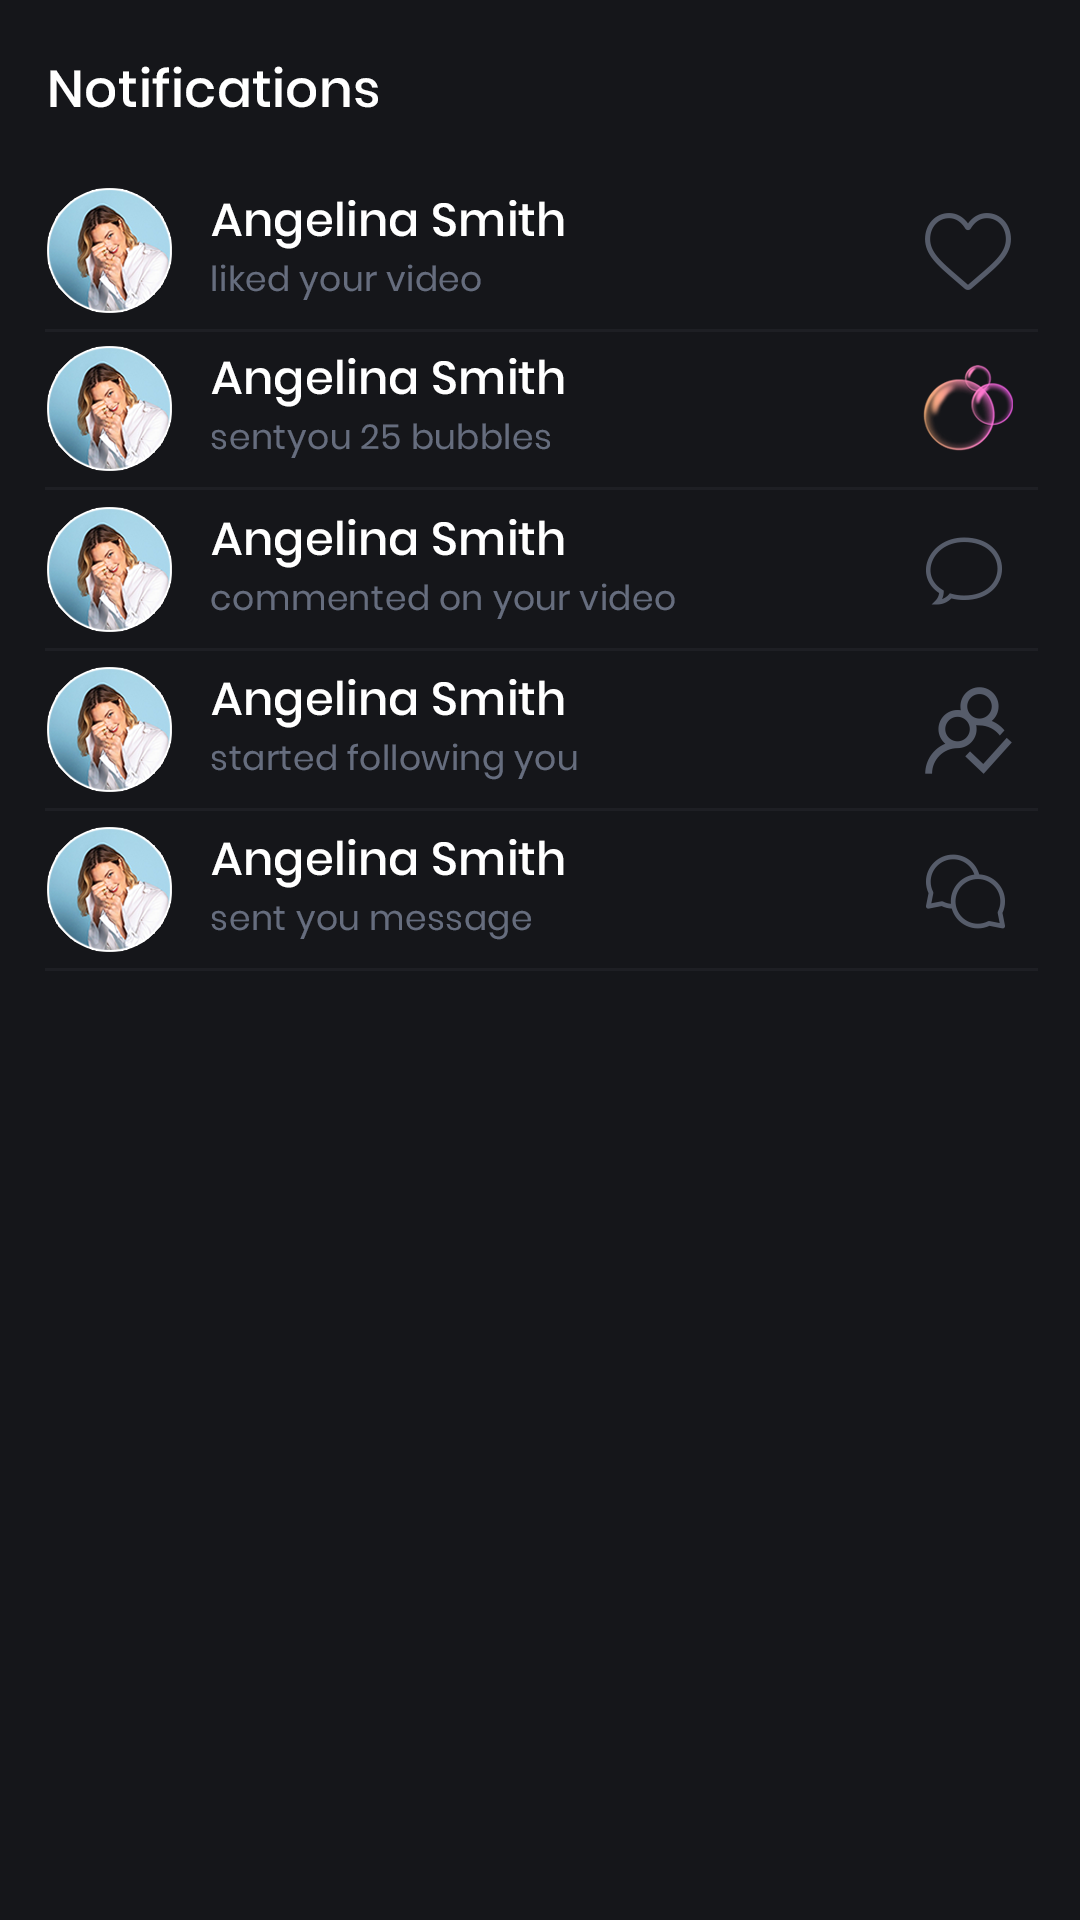 Notifications
Angelina Smith
liked your video
Angelina Smith
sentyou 25 bubbles
Angelina Smith
commented on your video
Angelina Smith
started following you
Angelina Smith
sent you message